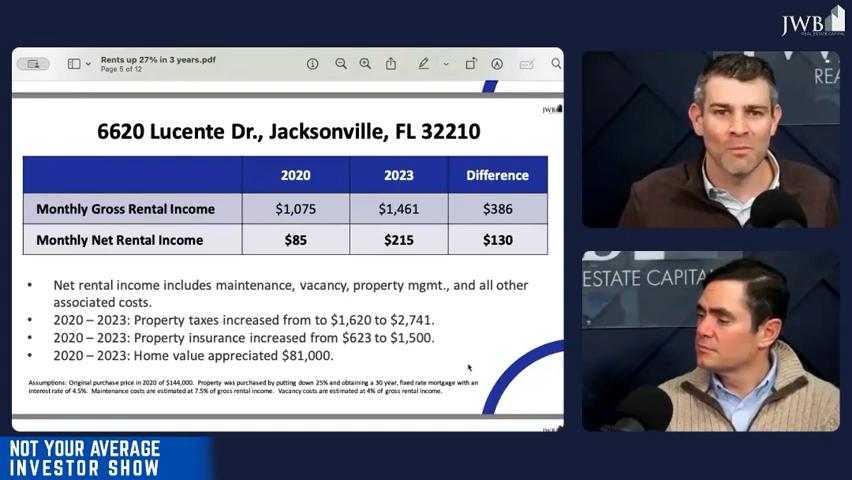 JWB
REAL ESTATE CAPITAL
Rents up 27% in 3 years.pdf
Page 5 of 12
JWB
6620 Lucente Dr., Jacksonville, FL 32210
2020 2023 Difference
Monthly Gross Rental Income $1,075 $1,461 $386
Monthly Net Rental Income $85 $215 $130
• Net rental income includes maintenance, vacancy, property mgmt., and all other
associated costs.
• 2020 – 2023: Property taxes increased from to $1,620 to $2,741.
• 2020 – 2023: Property insurance increased from $623 to $1,500.
• 2020 – 2023: Home value appreciated $81,000.
Assumptions: Original purchase price in 2020 of $144,000. Property was purchased by putting down 25% and obtaining a 30 year, fixed rate mortgage with an
interest rate of 4.5%. Maintenance costs are estimated at 7.5% of gross rental income. Vacancy costs are estimated at 4% of gross rental income.
REA
ESTATE CAPITA
NOT YOUR AVERAGE
INVESTOR SHOW